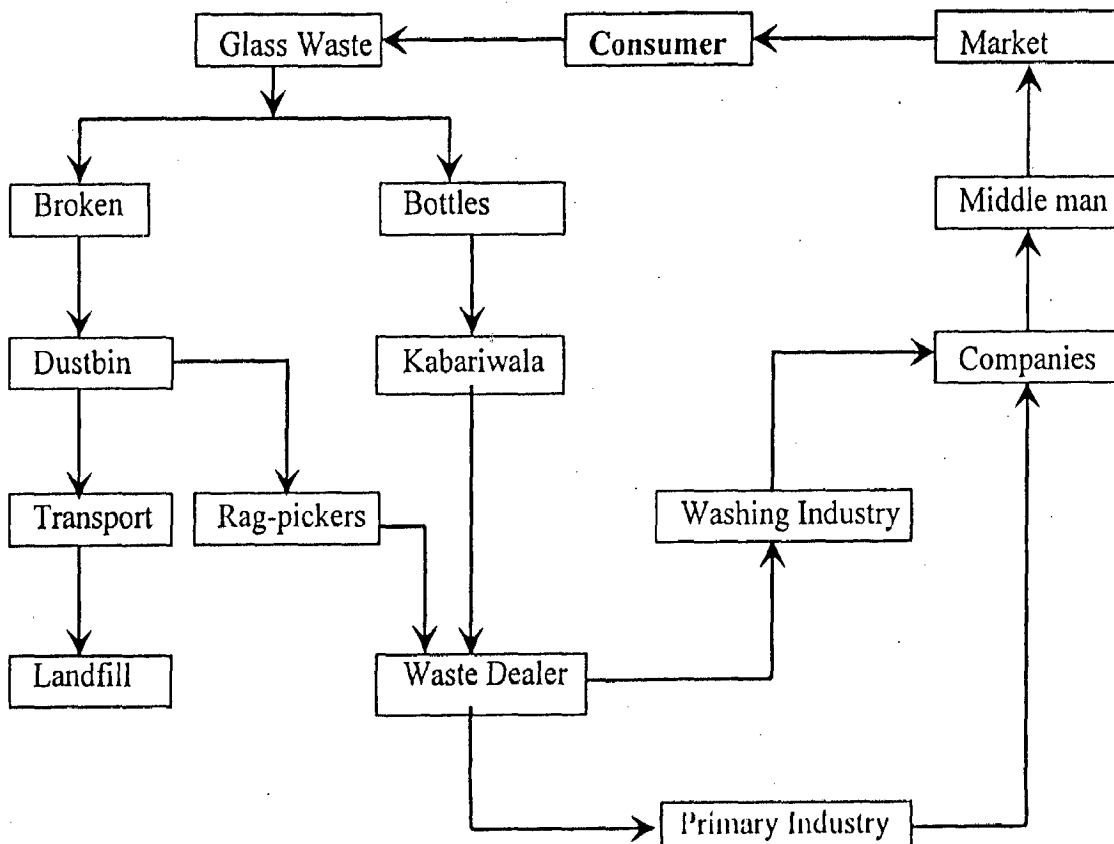 Glass Waste
Consumer
Market
Broken
Bottles
Middle man
Dustbin
Kabariwala
Companies
Transport
Rag-pickers
Washing Industry
Landfill
Waste Dealer
Primary Industry